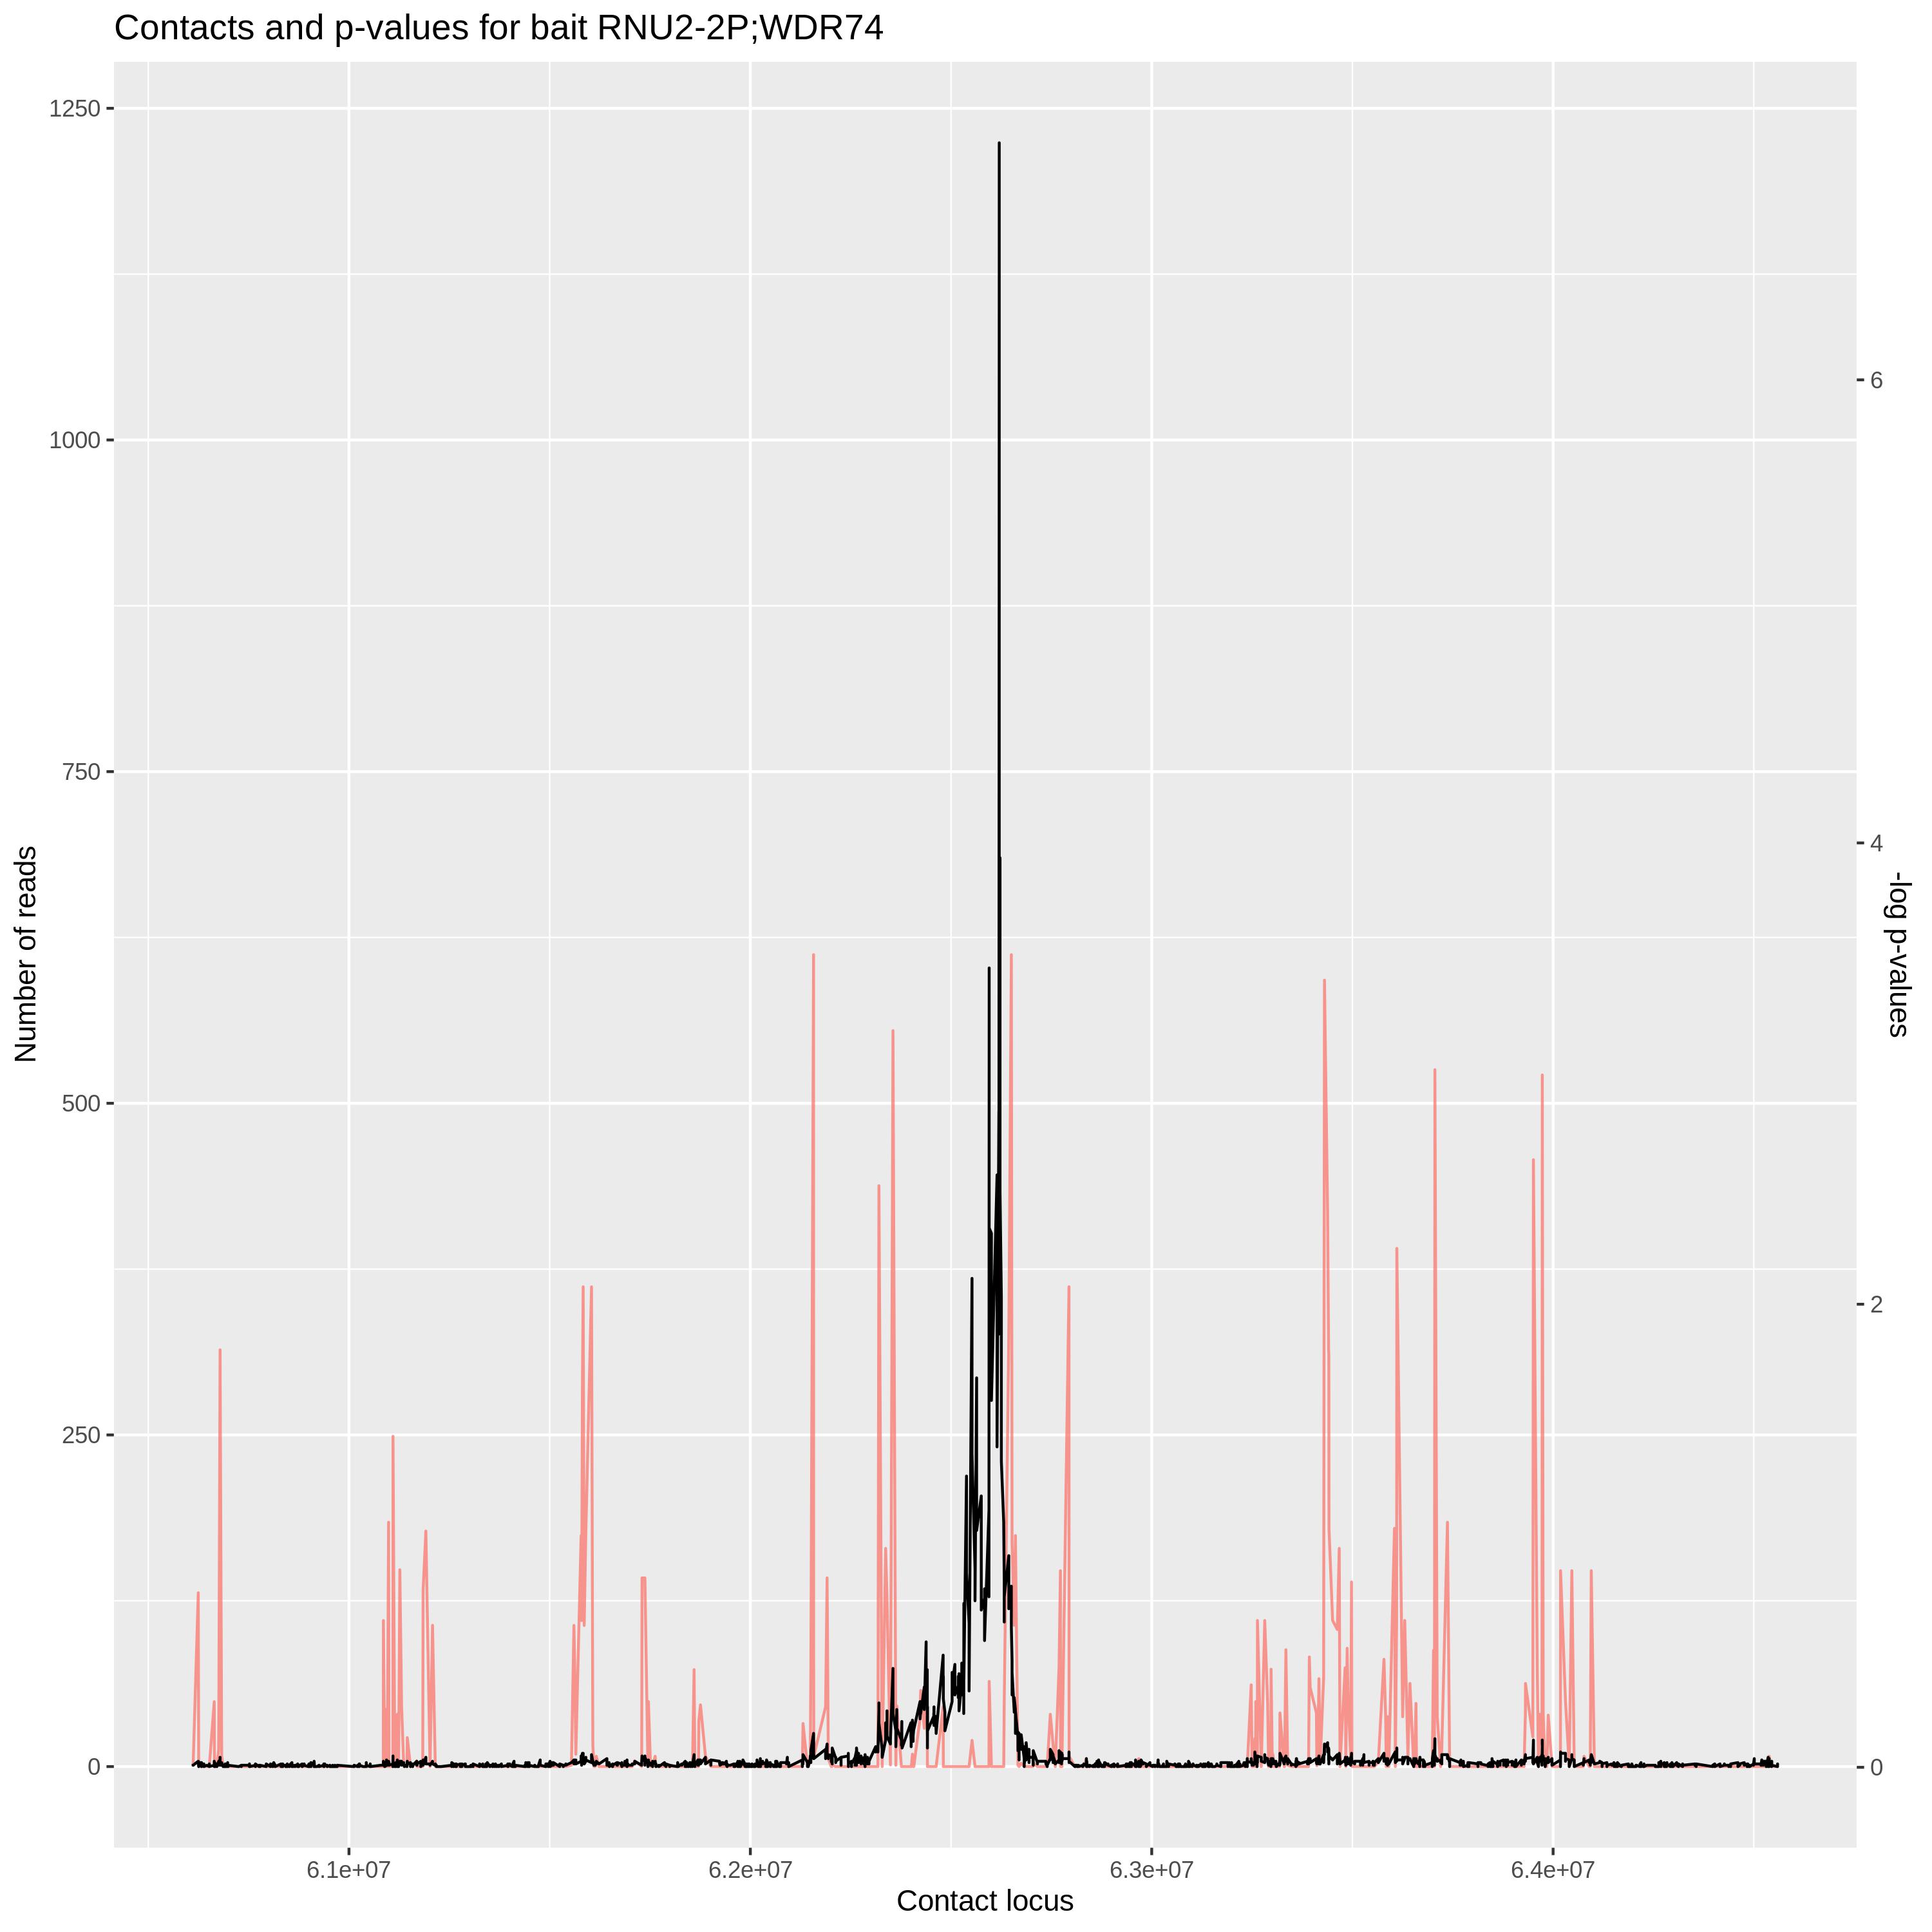 Contacts and p-values for bait RNU2-2P;WDR74
1250
1000
750
500
250
0
Number of reads
6
4
2
0
-log p-values
6.1e+07
6.2e+07
6.3e+07
6.4e+07
Contact locus